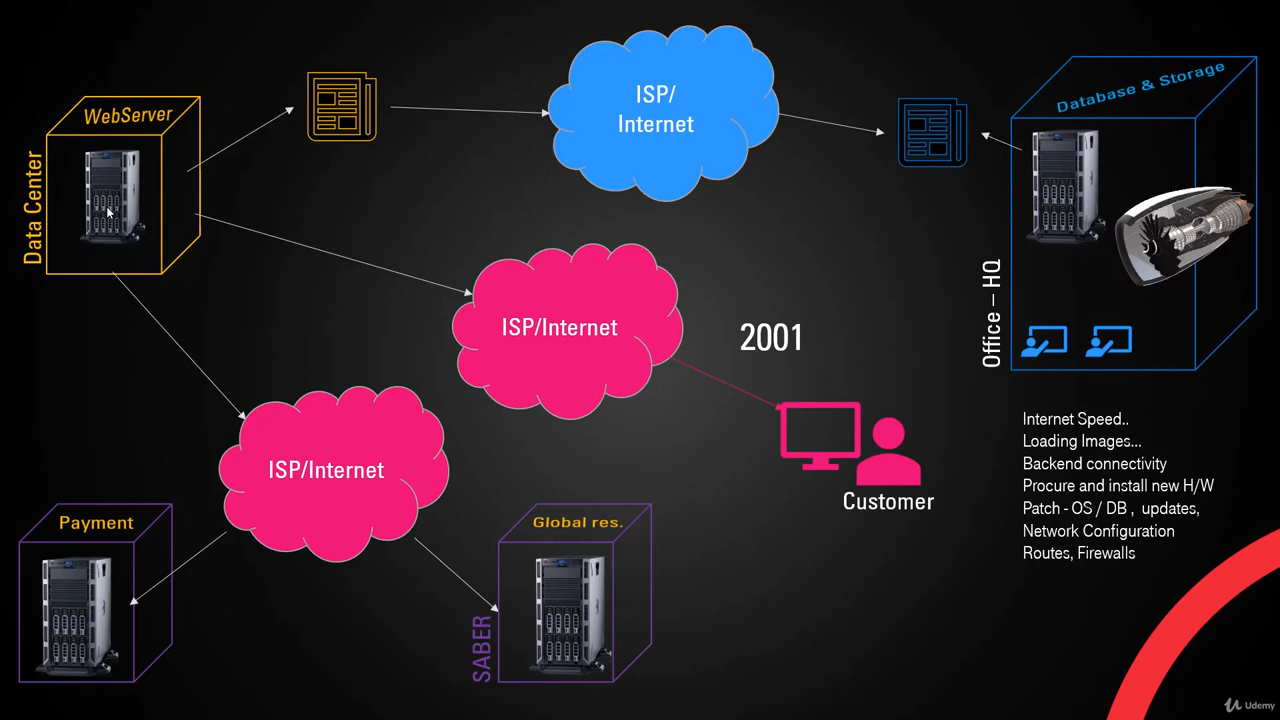 WebServer
Data Center
ISP/
Internet
Database & Storage
Office – HQ
ISP/Internet
2001
Customer
ISP/Internet
Payment
Global res.
SABER
Internet Speed..
Loading Images...
Backend connectivity
Procure and install new H/W
Patch - OS / DB , updates,
Network Configuration
Routes, Firewalls
Udemy